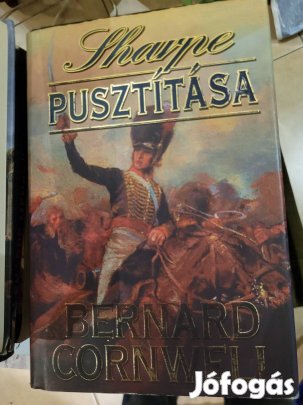 Sharpe
PUSZTÍTÁSA
BERNARD
CORNWELL
Jófogás